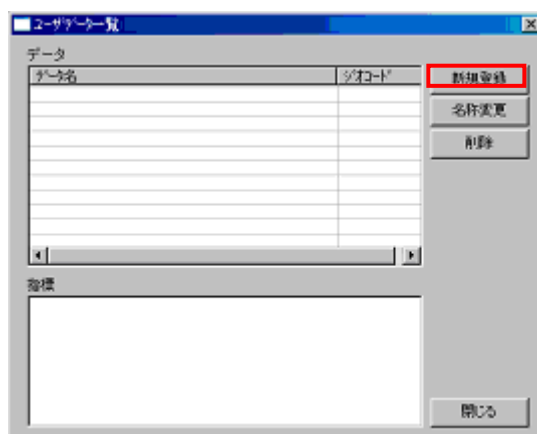 ユーザデータ一覧
データ
データ名
ジオコード
新規登録
名称変更
削除
指標
閉じる